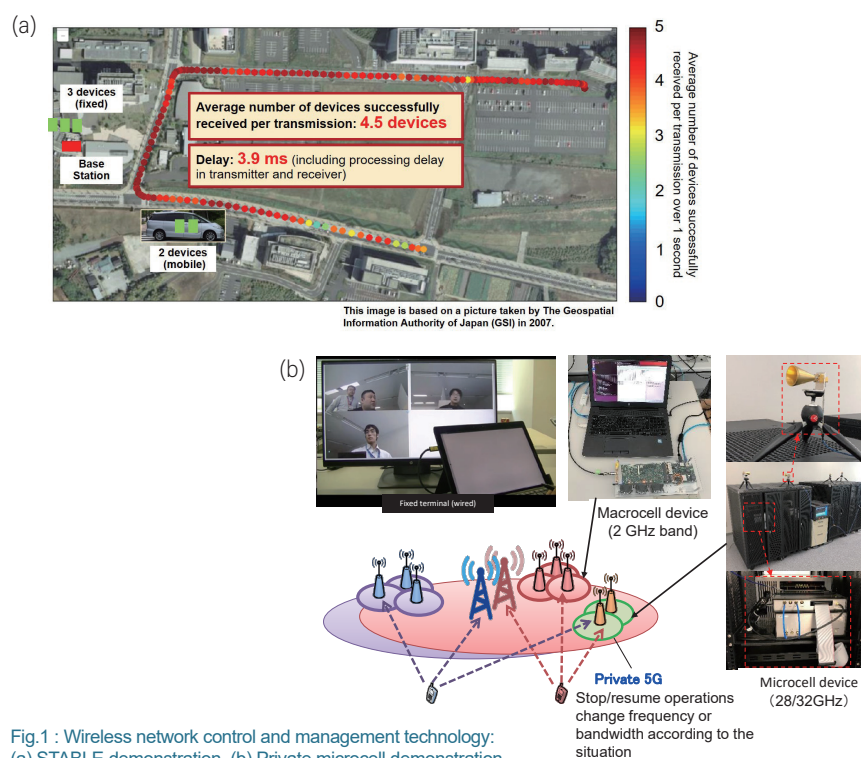 (a)
3 devices
(fixed)
Base
Station
Average number of devices successfully
received per transmission: 4.5 devices
Delay: 3.9 ms (including processing delay
in transmitter and receiver)
2 devices
(mobile)
5
4
3
2
1
0
Average number of devices successfully
received per transmission over 1 second
This image is based on a picture taken by The Geospatial
Information Authority of Japan (GSI) in 2007.
(b)
Fixed terminal (wired)
Macrocell device
(2 GHz band)
Private 5G
Stop/resume operations
change frequency or
bandwidth according to the
situation
Microcell device
(28/32GHz)
Fig.1 : Wireless network control and management technology:
(a) STABLE demonstration, (b) Private microcell demonstration